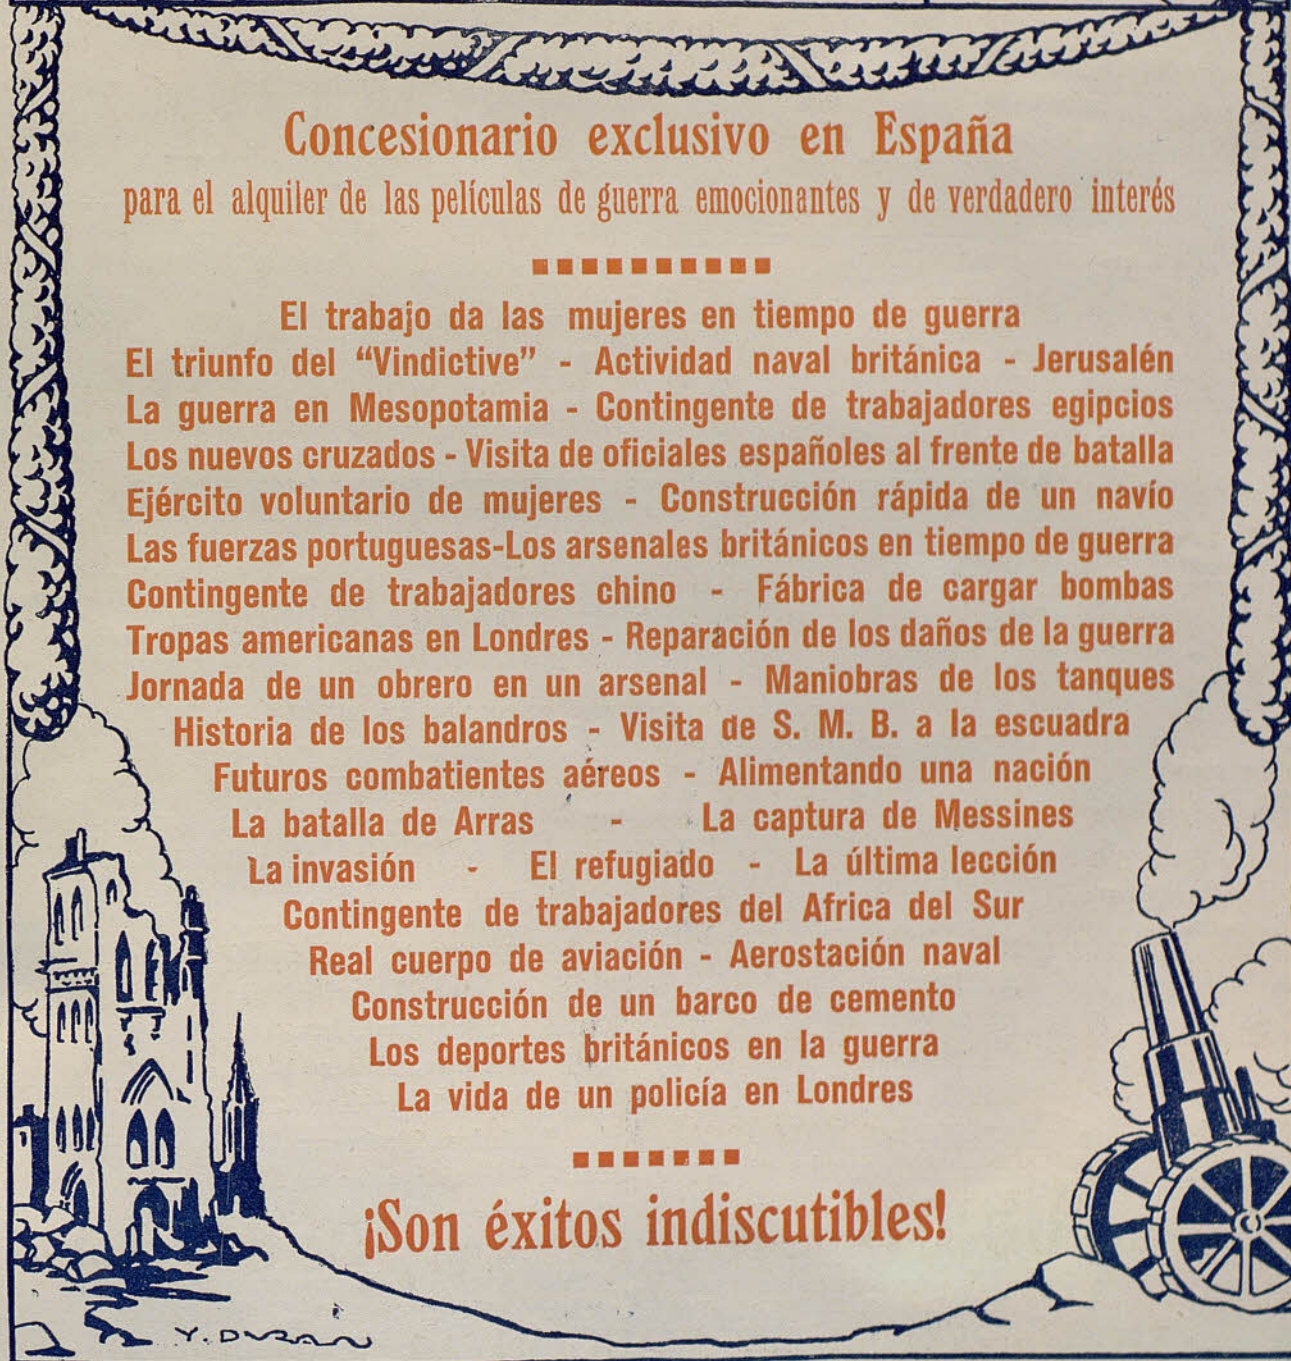 Concesionario exclusivo en España
para el alquiler de las películas de guerra emocionantes y de verdadero interés
El trabajo da las mujeres en tiempo de guerra
El triunfo del “Vindictive” - Actividad naval británica - Jerusalén
La guerra en Mesopotamia - Contingente de trabajadores egipcios
Los nuevos cruzados - Visita de oficiales españoles al frente de batalla
Ejército voluntario de mujeres - Construcción rápida de un navío
Las fuerzas portuguesas-Los arsenales británicos en tiempo de guerra
Contingente de trabajadores chino - Fábrica de cargar bombas
Tropas americanas en Londres - Reparación de los daños de la guerra
Jornada de un obrero en un arsenal - Maniobras de los tanques
Historia de los balandros - Visita de S. M. B. a la escuadra
Futuros combatientes aéreos - Alimentando una nación
La batalla de Arras - La captura de Messines
La invasión - El refugiado - La última lección
Contingente de trabajadores del Africa del Sur
Real cuerpo de aviación - Aerostación naval
Construcción de un barco de cemento
Los deportes británicos en la guerra
La vida de un policía en Londres
¡Son éxitos indiscutibles!
Y. DURAN